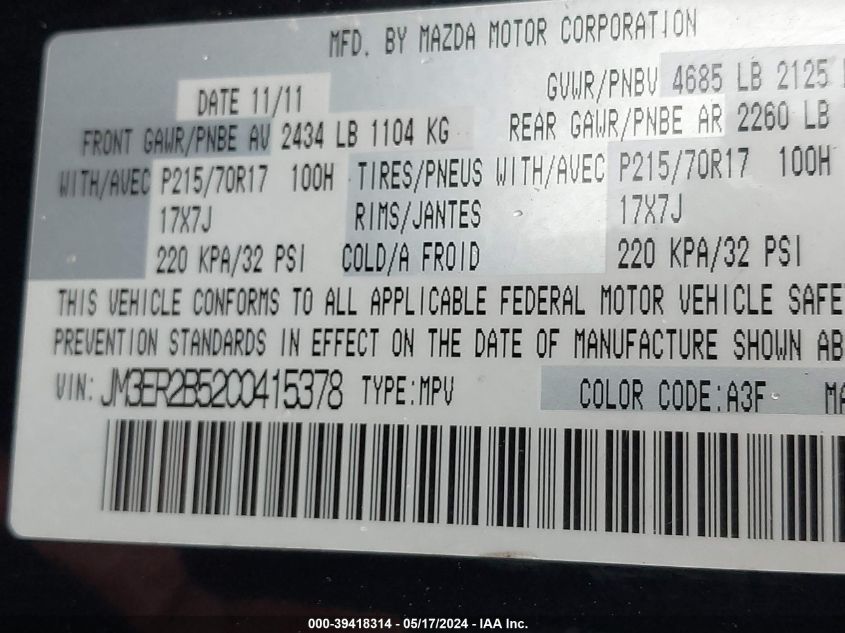 MFD. BY MAZDA MOTOR CORPORATION
DATE 11/11 GVWR/PNBV 4685 LB 2125
FRONT GAWR/PNBE AV 2434 LB 1104 KG REAR GAWR/PNBE AR 2260 LB
WITH/AVEC P215/70R17 100H TIRES/PNEUS WITH/AVEC P215/70R17 100H
17X7J RIMS/JANTES 17X7J
220 KPA/32 PSI COLD/A FROID 220 KPA/32 PSI
THIS VEHICLE CONFORMS TO ALL APPLICABLE FEDERAL MOTOR VEHICLE SAFE
PREVENTION STANDARDS IN EFFECT ON THE DATE OF MANUFACTURE SHOWN AB
VIN: JM3ER2B52C0415378 TYPE:MPV COLOR CODE:A3F MA
000-39418314 - 05/17/2024 - IAA Inc.